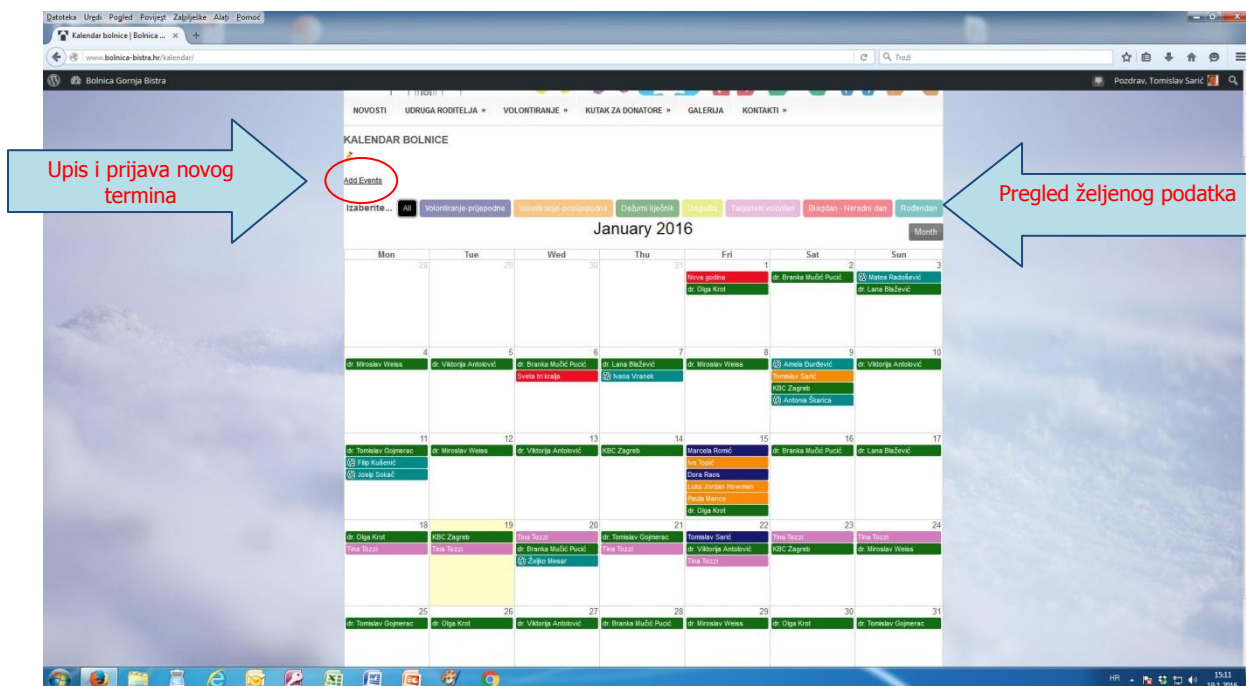 Datoteka Uredi Pogled Povijest Zabilješke Alati Pomoć
Kalendar bolnice | Bolnica ... × +
www.bolnica-bistra.hr/kalendar/
Traži
Bolnica Gornja Bistra
Pozdrav, Tomislav Sarić
NOVOSTI UDRUGA RODITELJA » VOLONTIRANJE » KUTAK ZA DONATORE » GALERIJA KONTAKTI »
KALENDAR BOLNICE
Upis i prijava novog
termina
Add Events
Pregled željenog podatka
Izaberite... All Volontiranje-prijepodne Volontiranje-poslijepodne Dežurni liječnik Događaji Talijanski volonteri Blagdan - Neradni dan Rođendan
January 2016
Month
Mon Tue Wed Thu Fri Sat Sun
28 29 30 31 1 2 3
Nova godina dr. Branka Mučić Pucić Matea Radošević
dr. Olga Krot dr. Lana Blažević
4 5 6 7 8 9 10
dr. Miroslav Weiss dr. Viktorija Antolović dr. Branka Mučić Pucić dr. Lana Blažević dr. Miroslav Weiss Amela Đurđević dr. Viktorija Antolović
Sveta tri kralja Ivana Vranek Tomislav Sarić
KBC Zagreb
Antonia Škarica
11 12 13 14 15 16 17
dr. Tomislav Gojmerac dr. Miroslav Weiss dr. Viktorija Antolović KBC Zagreb Marcela Romić dr. Branka Mučić Pucić dr. Lana Blažević
Filip Kušenić Iva Topić
Josip Sokač Dora Raos
Luka Jordan Howman
Paula Marice
dr. Olga Krot
18 19 20 21 22 23 24
dr. Olga Krot KBC Zagreb Tina Tozzi dr. Tomislav Gojmerac Tomislav Sarić Tina Tozzi Tina Tozzi
Tina Tozzi Tina Tozzi dr. Branka Mučić Pucić Tina Tozzi dr. Viktorija Antolović KBC Zagreb dr. Miroslav Weiss
Željko Mesar Tina Tozzi
25 26 27 28 29 30 31
dr. Tomislav Gojmerac dr. Olga Krot dr. Viktorija Antolović dr. Branka Mučić Pucić dr. Miroslav Weiss dr. Olga Krot dr. Tomislav Gojmerac
HR
15:11
19.1.2016